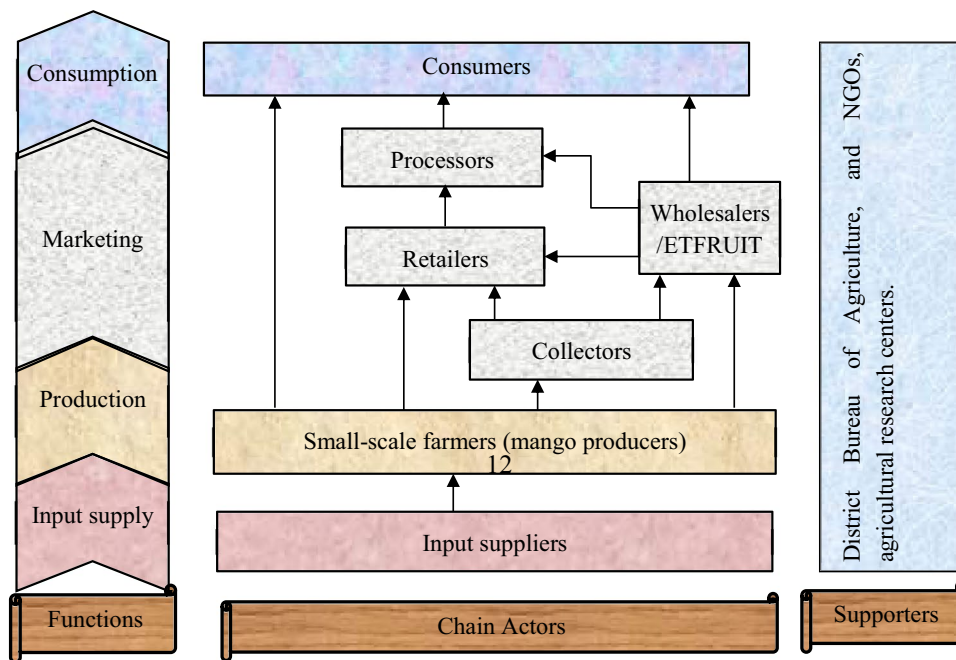 Consumption
Marketing
Production
Input supply
Functions
Consumers
Processors
Wholesalers
/ETFRUIT
Retailers
Collectors
Small-scale farmers (mango producers)
12
Input suppliers
Chain Actors
District Bureau of Agriculture, and NGOs,
agricultural research centers.
Supporters